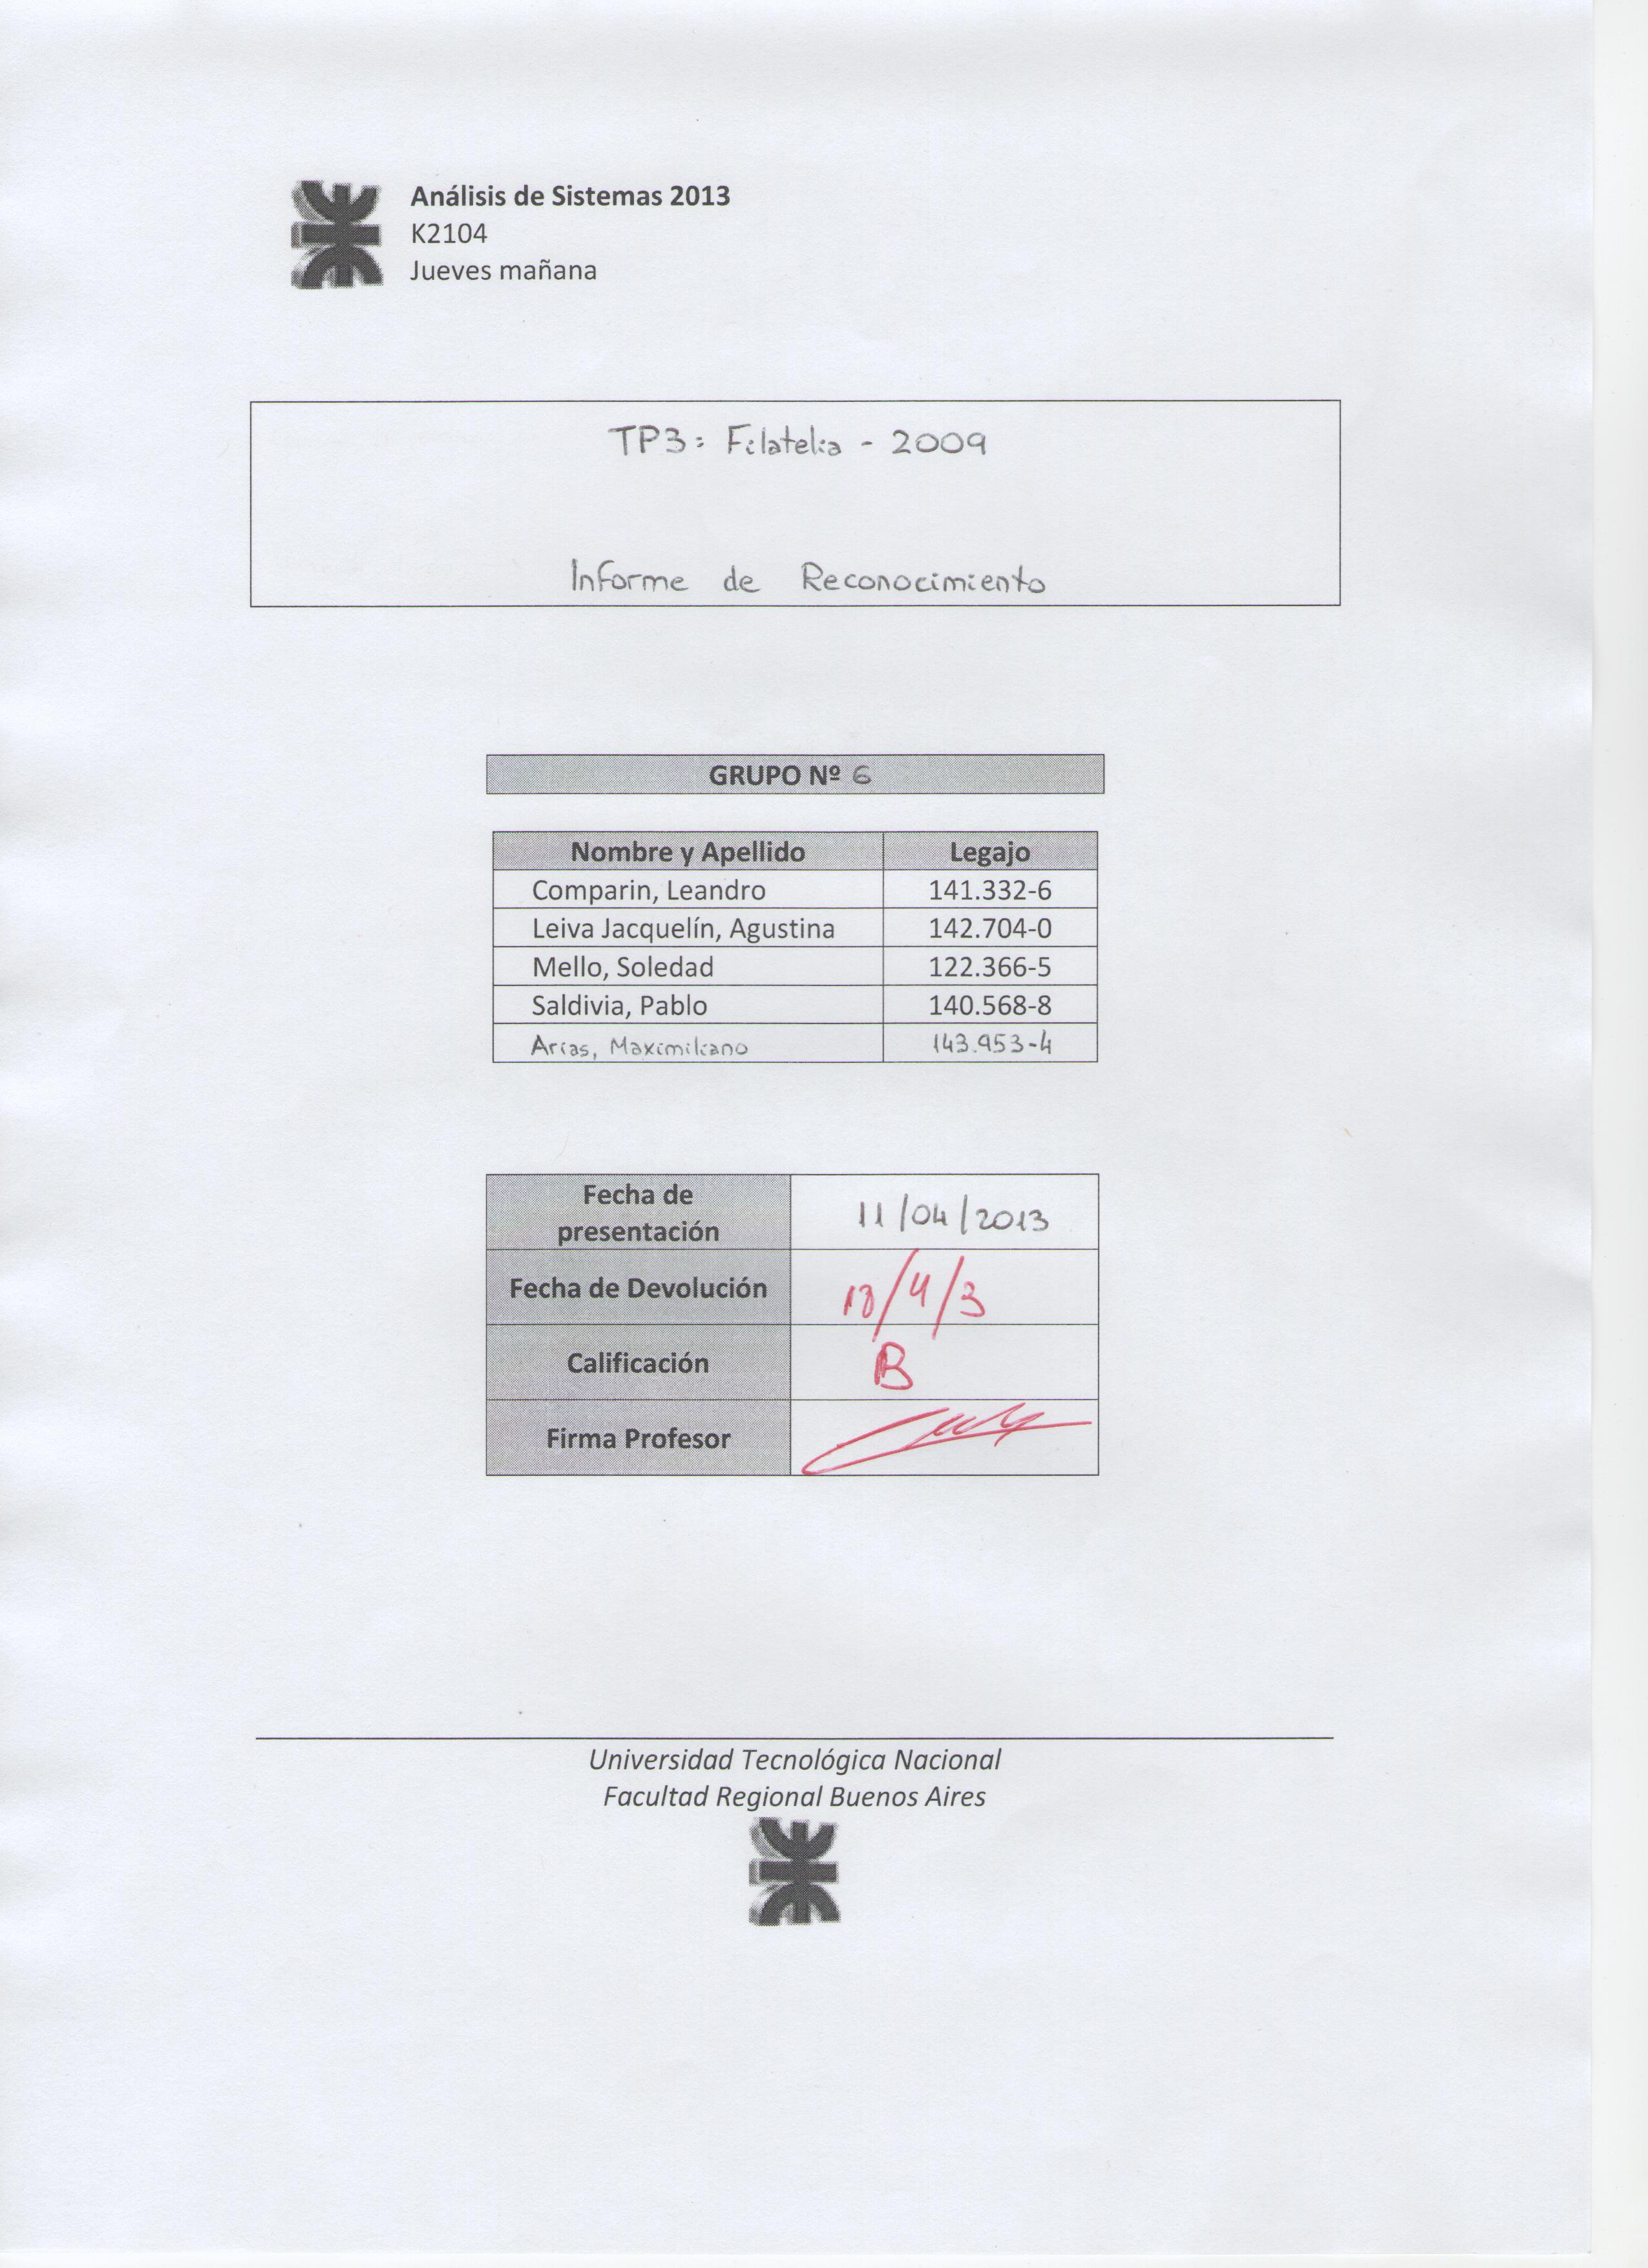 Análisis de Sistemas 2013
K2104
Jueves mañana
TP3: Filatelia - 2009
Informe de Reconocimiento
GRUPO Nº 6
Nombre y Apellido Legajo
Comparin, Leandro 141.332-6
Leiva Jacquelín, Agustina 142.704-0
Mello, Soledad 122.366-5
Saldivia, Pablo 140.568-8
Arias, Maximiliano 143.953-4
Fecha de
presentación 11/04/2013
Fecha de Devolución 18/4/3
Calificación B
Firma Profesor
Universidad Tecnológica Nacional
Facultad Regional Buenos Aires